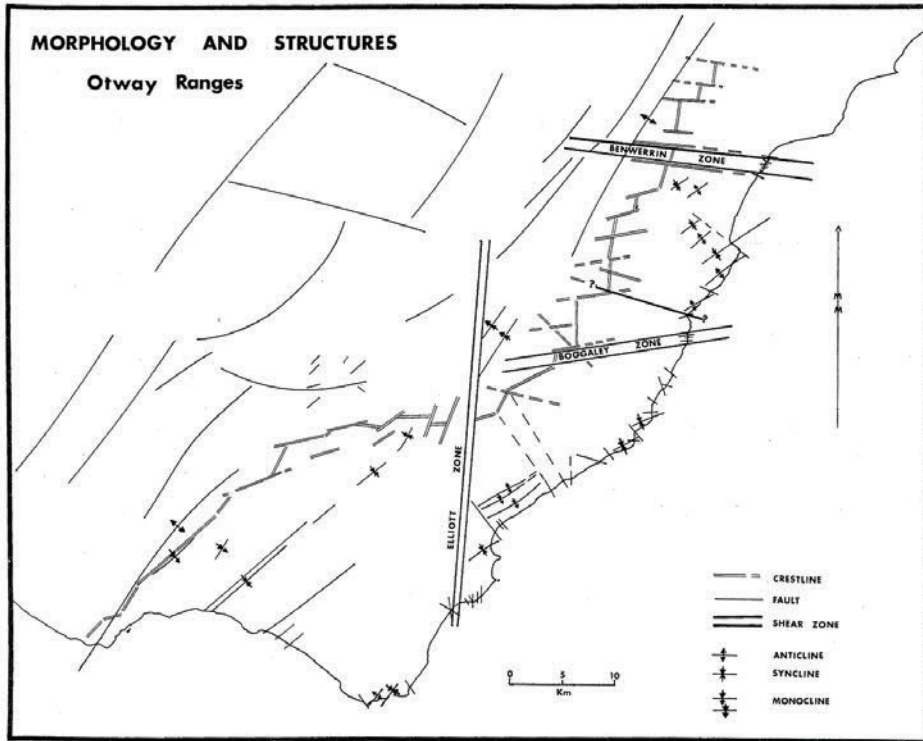 MORPHOLOGY AND STRUCTURES
Otway Ranges
BENWERRIN ZONE
?
?
BOGGALEY ZONE
ELLIOTT ZONE
CRESTLINE
FAULT
SHEAR ZONE
ANTICLINE
SYNCLINE
MONOCLINE
0 5 10
Km